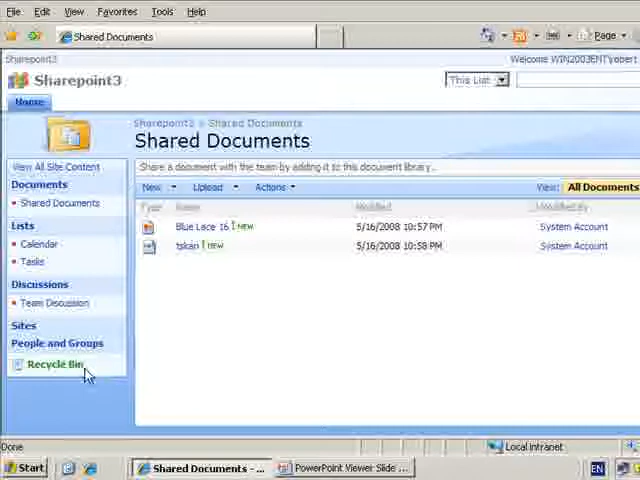 File Edit View Favorites Tools Help
Shared Documents
Page
Sharepoint3
Welcome WIN2003ENT\robert
Sharepoint3
This List
Home
Sharepoint3 > Shared Documents
Shared Documents
View All Site Content
Share a document with the team by adding it to this document library.
Documents
New Upload Actions View: All Documents
Shared Documents
Type Name Modified Modified By
Lists
Blue Lace 16 ! NEW 5/16/2008 10:57 PM System Account
Calendar
tskan ! NEW 5/16/2008 10:58 PM System Account
Tasks
Discussions
Team Discussion
Sites
People and Groups
Recycle Bin
Done
Local intranet
Start
Shared Documents - ...
PowerPoint Viewer Slide ...
EN